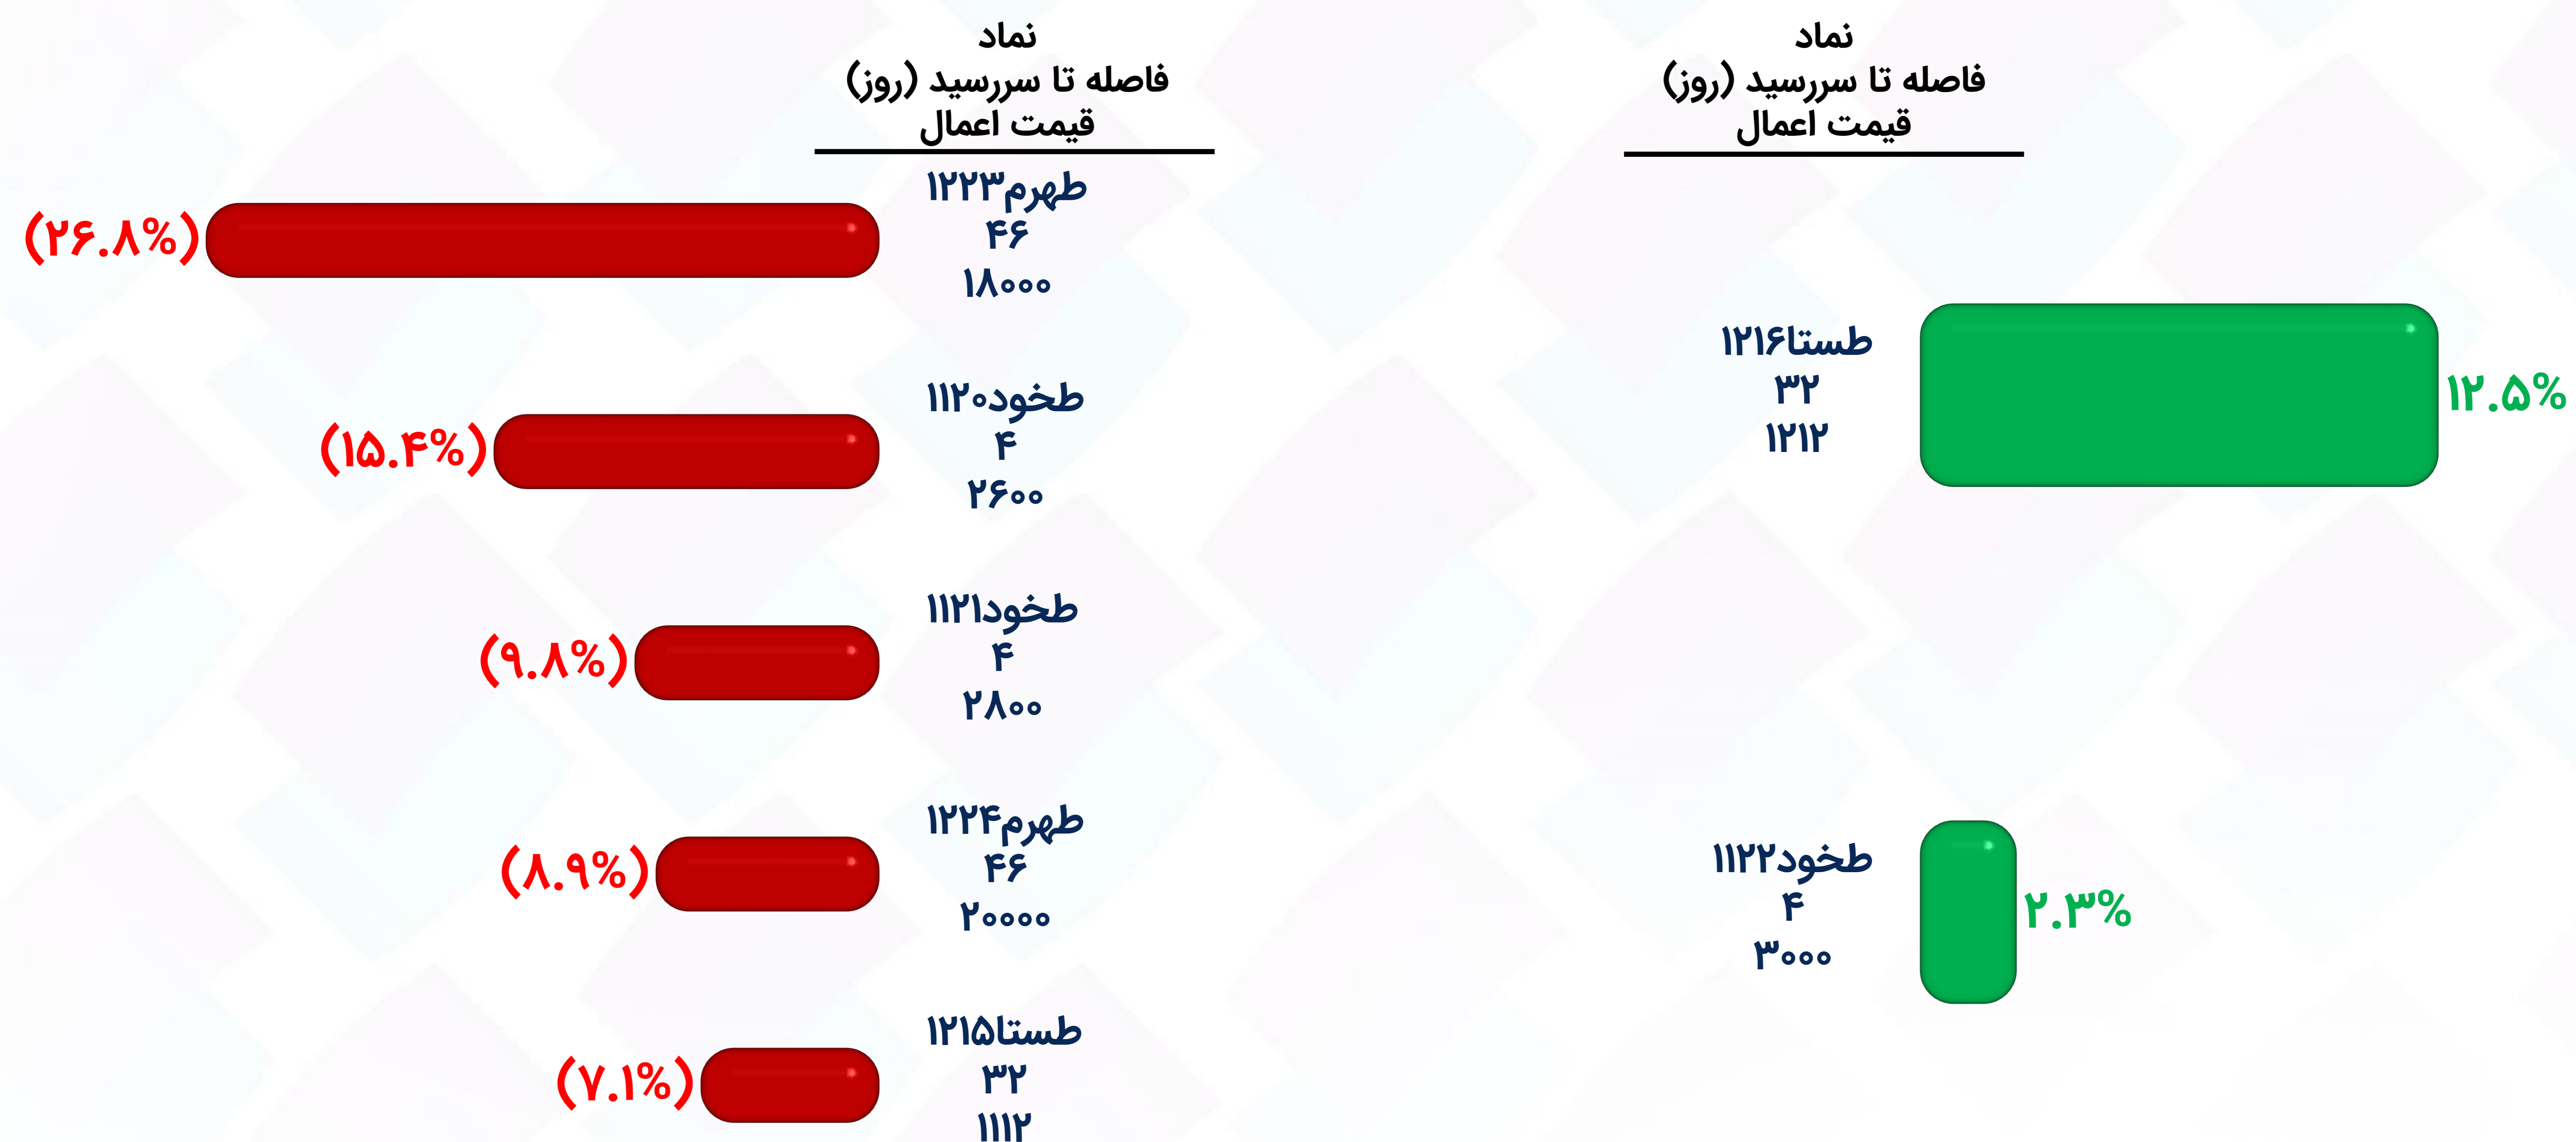 نماد
فاصله تا سررسید (روز)
قیمت اعمال
طستا۱۲۱۶
۳۲
۱۲۱۲
۱۲.۵%
طخود۱۱۲۲
۴
۳۰۰۰
۲.۳%
نماد
فاصله تا سررسید (روز)
قیمت اعمال
طهرم۱۲۲۳
۴۶
۱۸۰۰۰
(۲۶.۸%)
طخود۱۱۲۰
۴
۲۶۰۰
(۱۵.۴%)
طخود۱۱۲۱
۴
۲۸۰۰
(۹.۸%)
طهرم۱۲۲۴
۴۶
۲۰۰۰۰
(۸.۹%)
طستا۱۲۱۵
۳۲
۱۱۱۲
(۷.۱%)